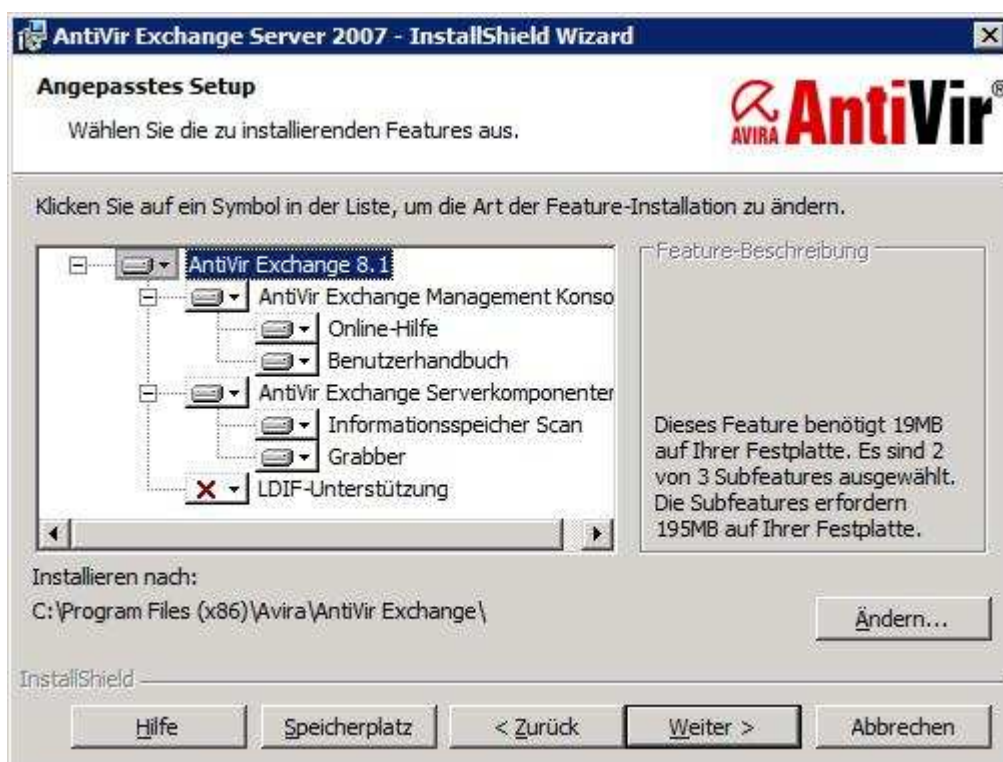 AntiVir Exchange Server 2007 - InstallShield Wizard
Angepasstes Setup
Wählen Sie die zu installierenden Features aus.
AVIRA AntiVir®
Klicken Sie auf ein Symbol in der Liste, um die Art der Feature-Installation zu ändern.
AntiVir Exchange 8.1
AntiVir Exchange Management Konso
Online-Hilfe
Benutzerhandbuch
AntiVir Exchange Serverkomponenten
Informationsspeicher Scan
Grabber
LDIF-Unterstützung
Feature-Beschreibung
Dieses Feature benötigt 19MB
auf Ihrer Festplatte. Es sind 2
von 3 Subfeatures ausgewählt.
Die Subfeatures erfordern
195MB auf Ihrer Festplatte.
Installieren nach:
C:\Program Files (x86)\Avira\AntiVir Exchange\
Ändern...
InstallShield
Hilfe
Speicherplatz
< Zurück
Weiter >
Abbrechen